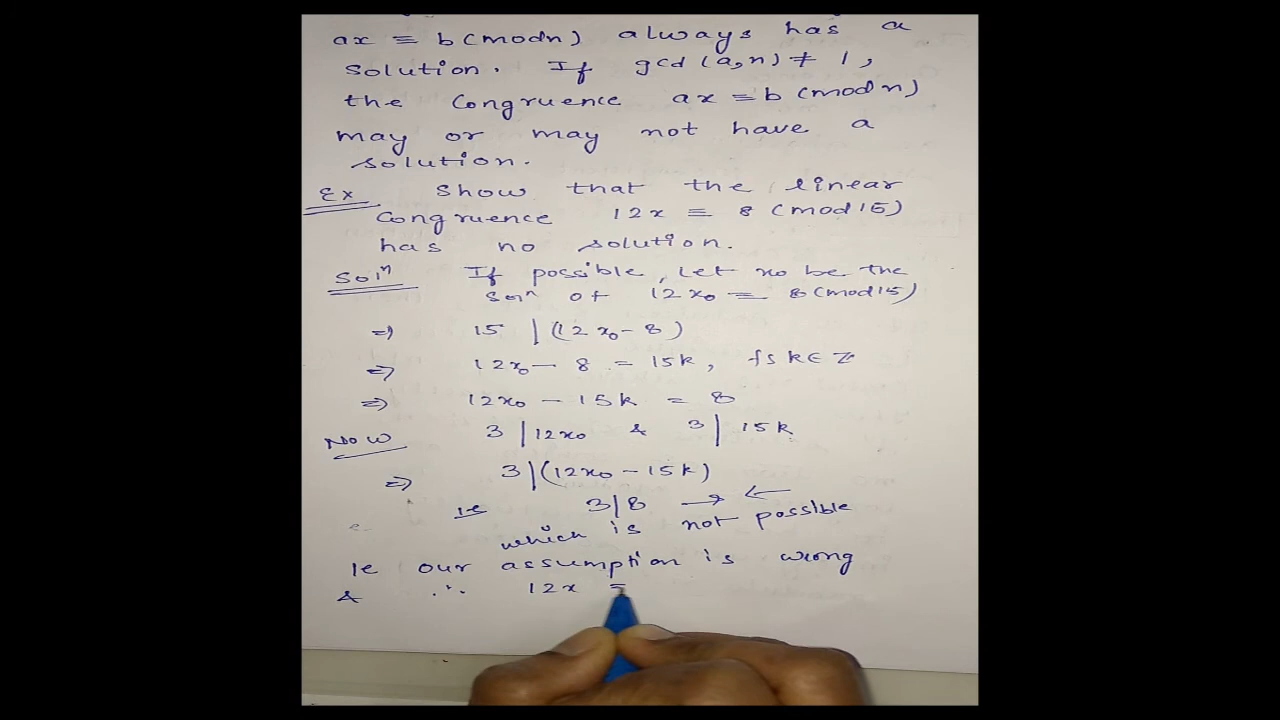 ax ≡ b (mod n) always has a
solution. If gcd (a, n) ≠ 1,
the congruence ax ≡ b (mod n)
may or may not have a
solution.
Ex Show that the linear
Congruence 12x ≡ 8 (mod 15)
has no solution.
Solⁿ If possible, Let x₀ be the
Solⁿ of 12x₀ ≡ 8 (mod 15)
⇒ 15 | (12x₀ - 8)
⇒ 12x₀ - 8 = 15k, fs k ∈ Z
⇒ 12x₀ - 15k = 8
Now 3 | 12x₀ & 3 | 15k
⇒ 3 | (12x₀ - 15k)
ie 3|8 → ←
which is not possible
ie our assumption is wrong
& ∴ 12x =